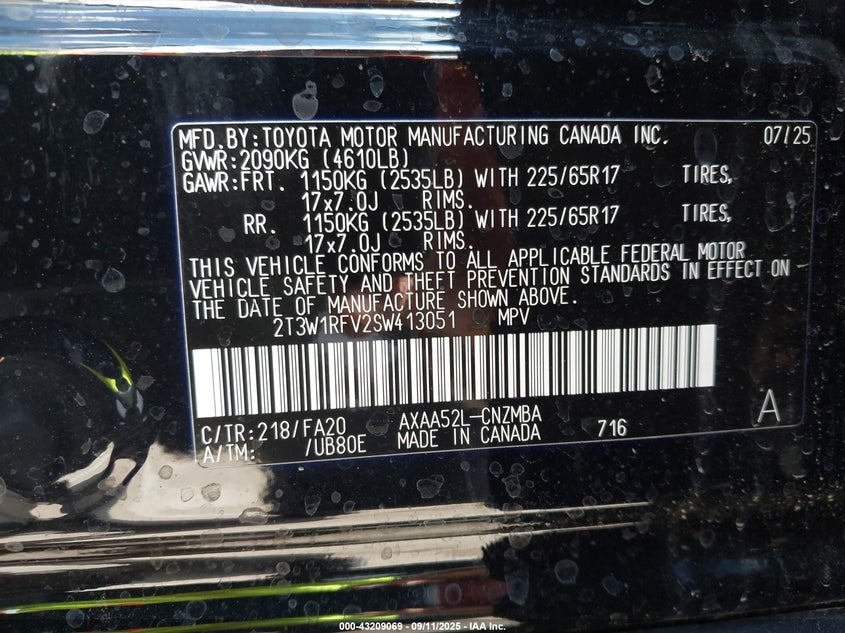 MFD.BY:TOYOTA MOTOR MANUFACTURING CANADA INC. 07/25
GVWR:2090KG (4610LB)
GAWR:FRT. 1150KG (2535LB) WITH 225/65R17 TIRES,
17x7.0J RIMS.
RR. 1150KG (2535LB) WITH 225/65R17 TIRES,
17x7.0J RIMS.
THIS VEHICLE CONFORMS TO ALL APPLICABLE FEDERAL MOTOR
VEHICLE SAFETY AND THEFT PREVENTION STANDARDS IN EFFECT ON
THE DATE OF MANUFACTURE SHOWN ABOVE.
2T3W1RFV2SW413051 MPV
C/TR:218/FA20 AXAA52L-CNZMBA A
A/TM: /UB80E MADE IN CANADA 716
000-43209069 - 09/11/2025 - IAA Inc.